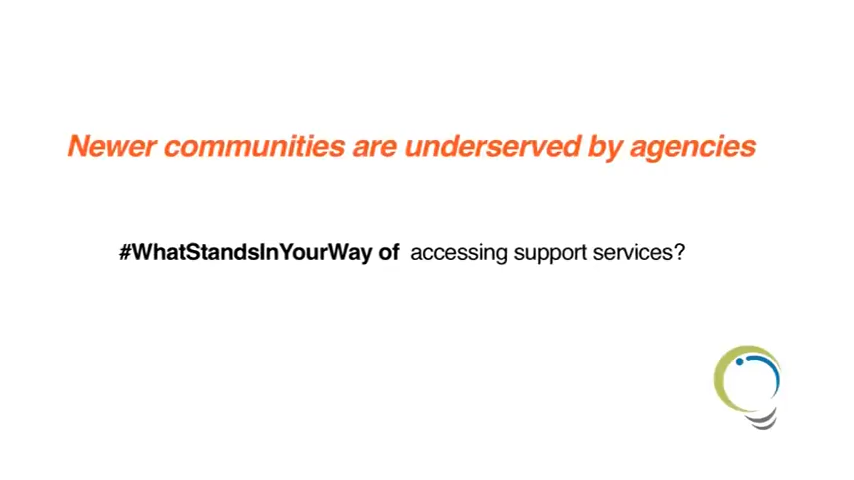 Newer communities are underserved by agencies
#WhatStandsInYourWay of accessing support services?